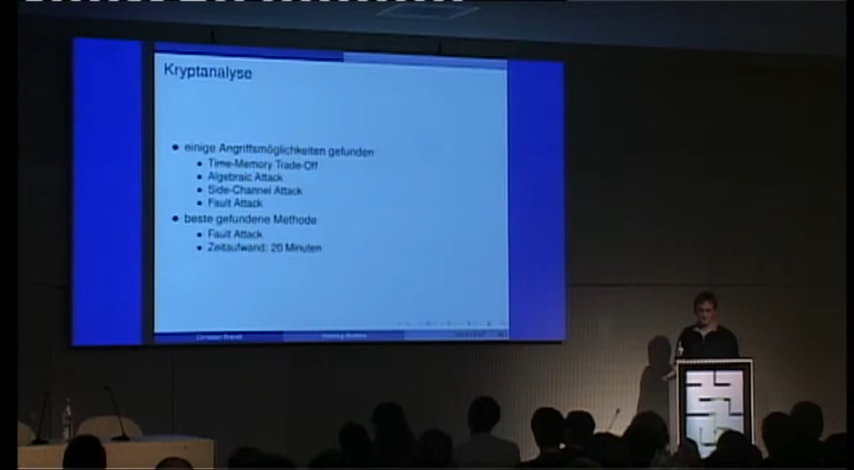 Kryptanalyse
• einige Angriffsmöglichkeiten gefunden
• Time-Memory Trade-Off
• Algebraic Attack
• Side-Channel Attack
• Fault Attack
• beste gefundene Methode
• Fault Attack
• Zeitaufwand: 20 Minuten